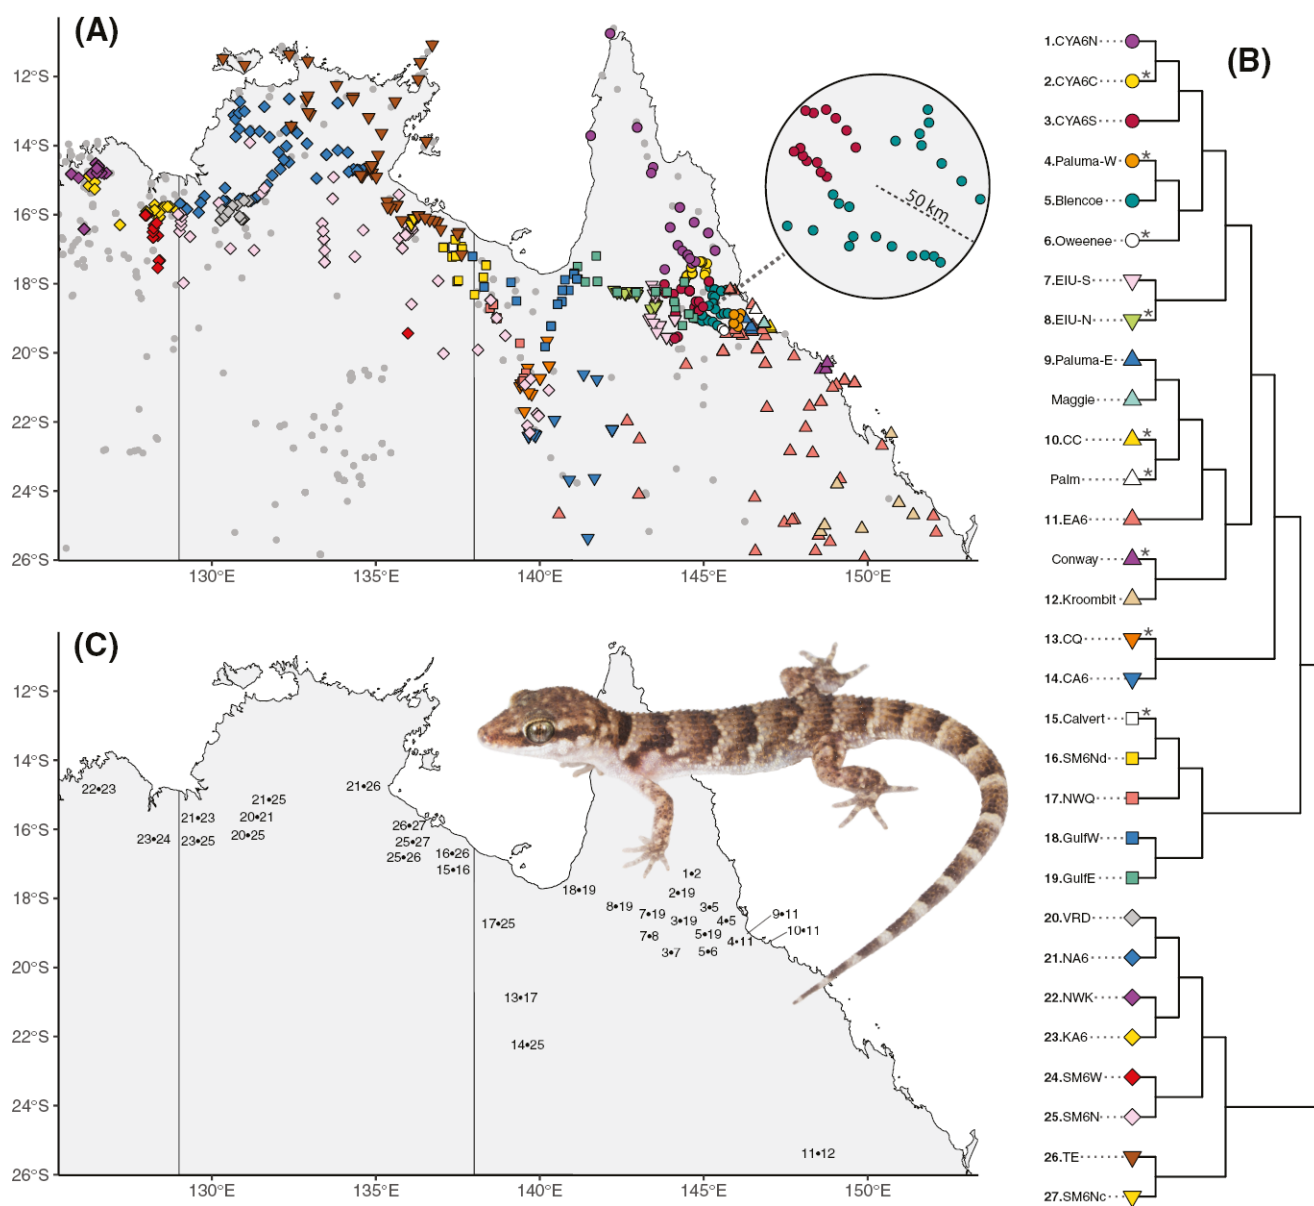 (A)
12°S
14°S
16°S
18°S
20°S
22°S
24°S
26°S
130°E
135°E
140°E
145°E
150°E
50 km
(B)
1.CYA6N
2.CYA6C *
3.CYA6S
4.Paluma-W *
5.Blencoe
6.Oweenee *
7.EIU-S
8.EIU-N *
9.Paluma-E
Maggie
10.CC *
Palm *
11.EA6
Conway *
12.Kroombit
13.CQ *
14.CA6
15.Calvert *
16.SM6Nd
17.NWQ
18.GulfW
19.GulfE
20.VRD
21.NA6
22.NWK
23.KA6
24.SM6W
25.SM6N
26.TE
27.SM6Nc
(C)
12°S
14°S
16°S
18°S
20°S
22°S
24°S
26°S
130°E
135°E
140°E
145°E
150°E
22•23
21•26
21•25
21•23
20•21
23•24
23•25
20•25
26•27
25•27
25•26
16•26
15•16
1•2
18•19
2•19
8•19
7•19
3•5
9•11
3•19
4•5
17•25
7•8
5•19
4•11
10•11
3•7
5•6
13•17
14•25
11•12